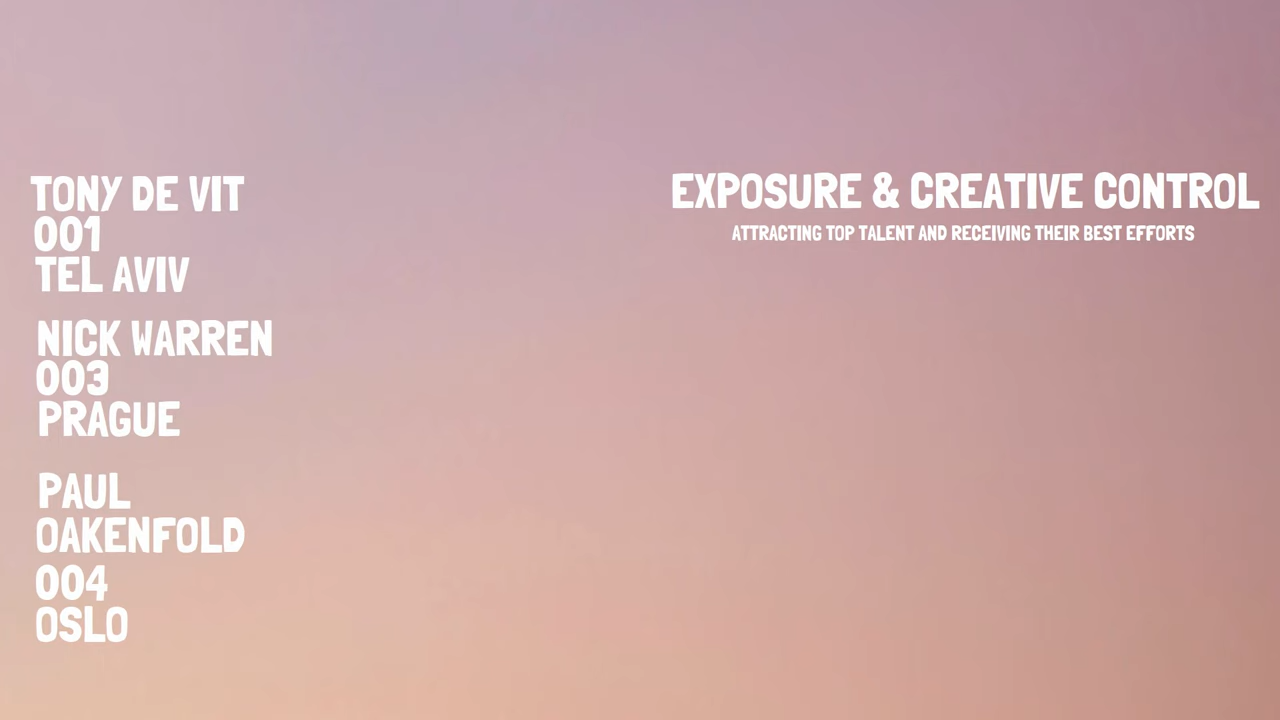 TONY DE VIT
001
TEL AVIV
NICK WARREN
003
PRAGUE
PAUL
OAKENFOLD
004
OSLO
EXPOSURE & CREATIVE CONTROL
ATTRACTING TOP TALENT AND RECEIVING THEIR BEST EFFORTS